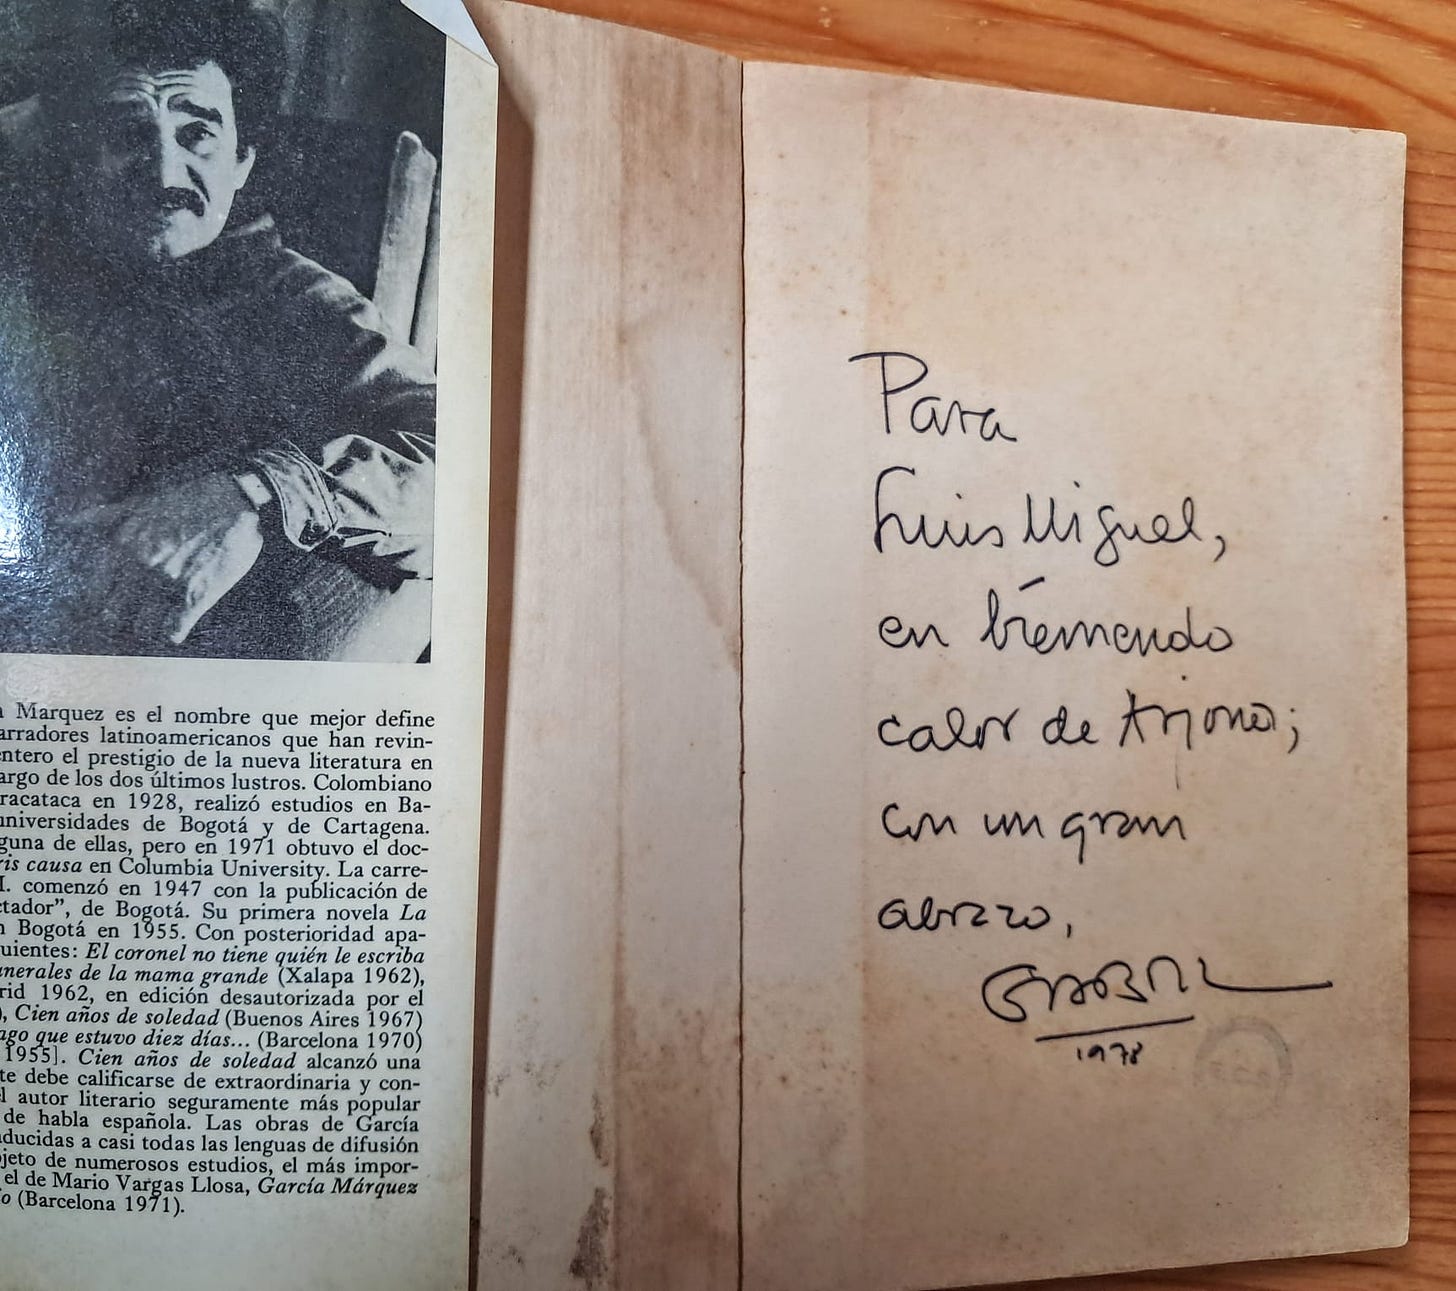 Marquez es el nombre que mejor define
arradores latinoamericanos que han revin-
entero el prestigio de la nueva literatura en
argo de los dos últimos lustros. Colombiano
racataca en 1928, realizó estudios en Ba-
universidades de Bogotá y de Cartagena.
guna de ellas, pero en 1971 obtuvo el doc-
ris causa en Columbia University. La carre-
I. comenzó en 1947 con la publicación de
ctador”, de Bogotá. Su primera novela La
n Bogotá en 1955. Con posterioridad apa-
uientes: El coronel no tiene quién le escriba
unerales de la mama grande (Xalapa 1962),
rid 1962, en edición desautorizada por el
), Cien años de soledad (Buenos Aires 1967)
ago que estuvo diez días... (Barcelona 1970)
1955]. Cien años de soledad alcanzó una
te debe calificarse de extraordinaria y con-
l autor literario seguramente más popular
de habla española. Las obras de García
aducidas a casi todas las lenguas de difusión
jeto de numerosos estudios, el más impor-
el de Mario Vargas Llosa, García Márquez
o (Barcelona 1971).
Para
Luis Miguel,
en tremendo
calor de Arjona;
con un gran
abrazo,
GABRIEL
1978